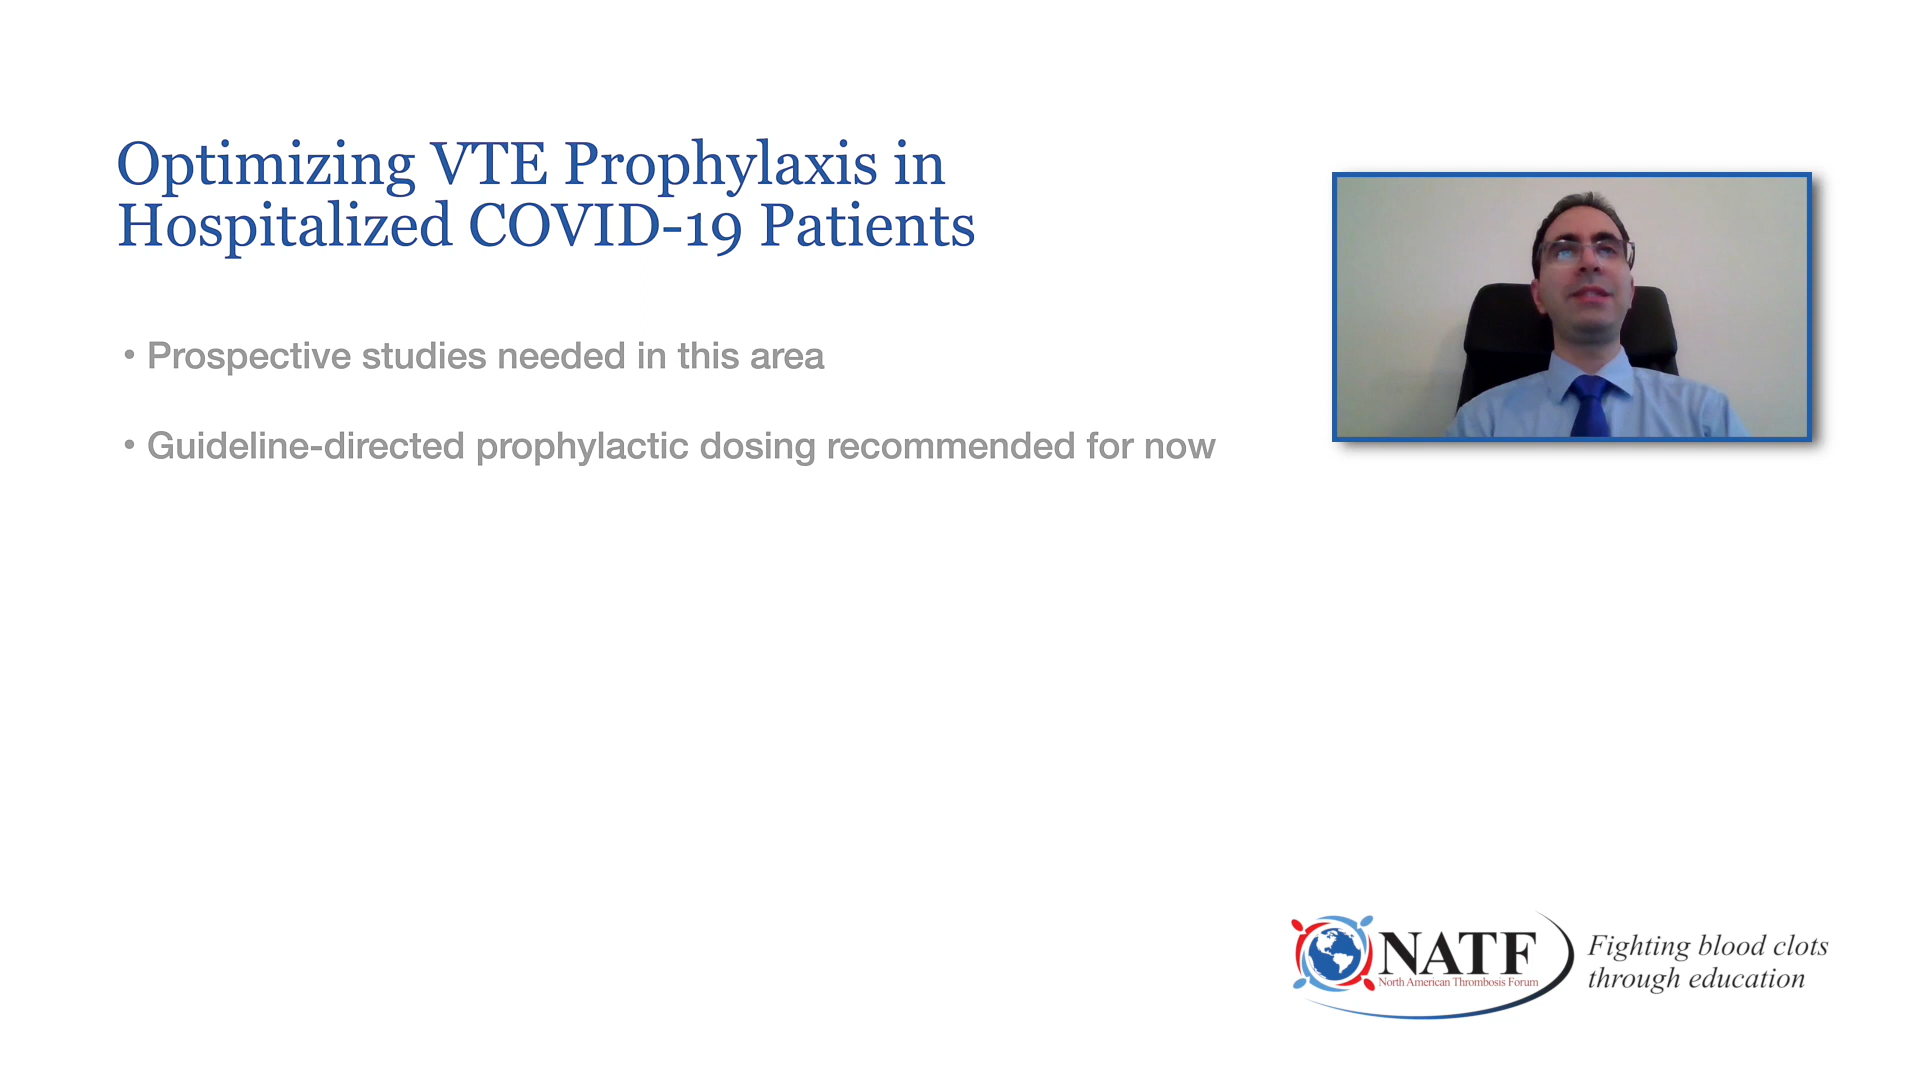 Optimizing VTE Prophylaxis in
Hospitalized COVID-19 Patients
• Prospective studies needed in this area
• Guideline-directed prophylactic dosing recommended for now
NATF
North American Thrombosis Forum
Fighting blood clots
through education